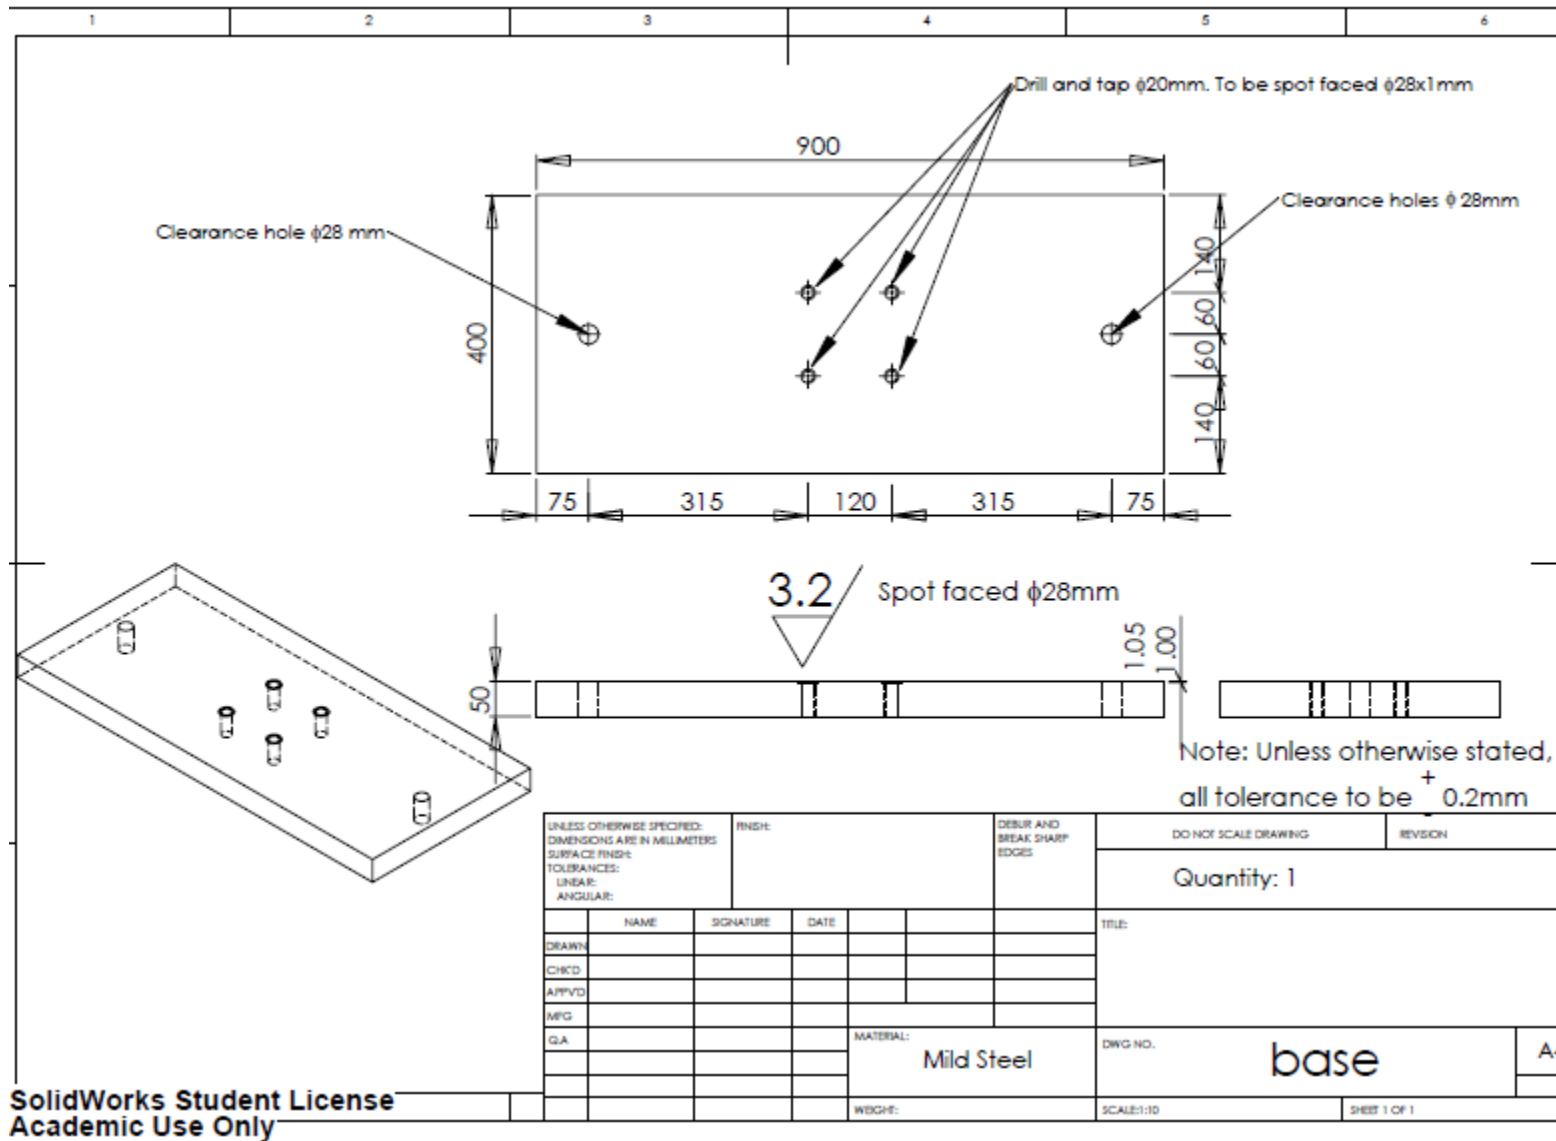 1 2 3 4 5 6
Drill and tap ϕ20mm. To be spot faced ϕ28x1mm
900
Clearance hole ϕ28 mm
Clearance holes ϕ 28mm
400
140
60
60
140
75 315 120 315 75
3.2
Spot faced ϕ28mm
50
1.05
1.00
Note: Unless otherwise stated,
all tolerance to be + 0.2mm
UNLESS OTHERWISE SPECIFIED:
DIMENSIONS ARE IN MILLIMETERS
SURFACE FINISH:
TOLERANCES:
LINEAR:
ANGULAR:
FINISH:
DEBUR AND
BREAK SHARP
EDGES
DO NOT SCALE DRAWING
REVISION
Quantity: 1
NAME SIGNATURE DATE
TITLE:
DRAWN
CHK'D
APPV'D
MFG
Q.A
MATERIAL:
Mild Steel
DWG NO.
base
A4
WEIGHT:
SCALE:1:10
SHEET 1 OF 1
SolidWorks Student License
Academic Use Only